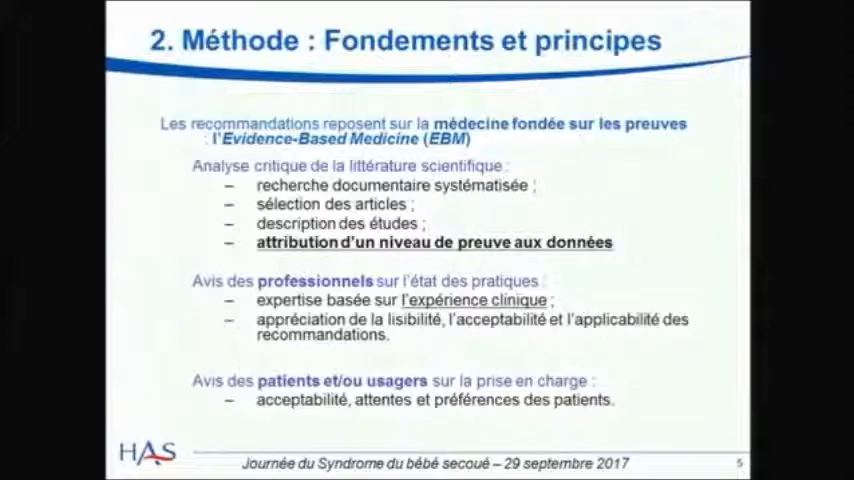 2. Méthode : Fondements et principes
Les recommandations reposent sur la médecine fondée sur les preuves
: l'Evidence-Based Medicine (EBM)
Analyse critique de la littérature scientifique :
– recherche documentaire systématisée ;
– sélection des articles ;
– description des études ;
– attribution d'un niveau de preuve aux données
Avis des professionnels sur l'état des pratiques :
– expertise basée sur l'expérience clinique ;
– appréciation de la lisibilité, l'acceptabilité et l'applicabilité des
recommandations.
Avis des patients et/ou usagers sur la prise en charge :
– acceptabilité, attentes et préférences des patients.
HAS
Journée du Syndrome du bébé secoué – 29 septembre 2017
5